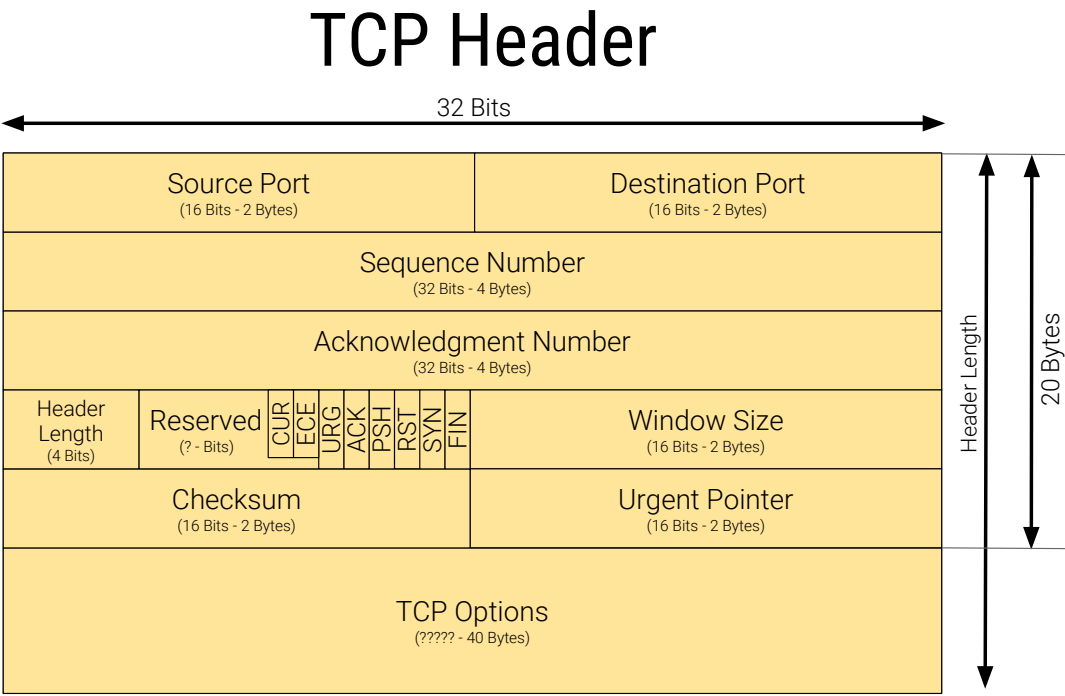 TCP Header
32 Bits
Source Port
(16 Bits - 2 Bytes)
Destination Port
(16 Bits - 2 Bytes)
Sequence Number
(32 Bits - 4 Bytes)
Acknowledgment Number
(32 Bits - 4 Bytes)
Header
Length
(4 Bits)
Reserved
(? - Bits)
CUR
ECE
URG
ACK
PSH
RST
SYN
FIN
Window Size
(16 Bits - 2 Bytes)
Checksum
(16 Bits - 2 Bytes)
Urgent Pointer
(16 Bits - 2 Bytes)
TCP Options
(????? - 40 Bytes)
Header Length
20 Bytes